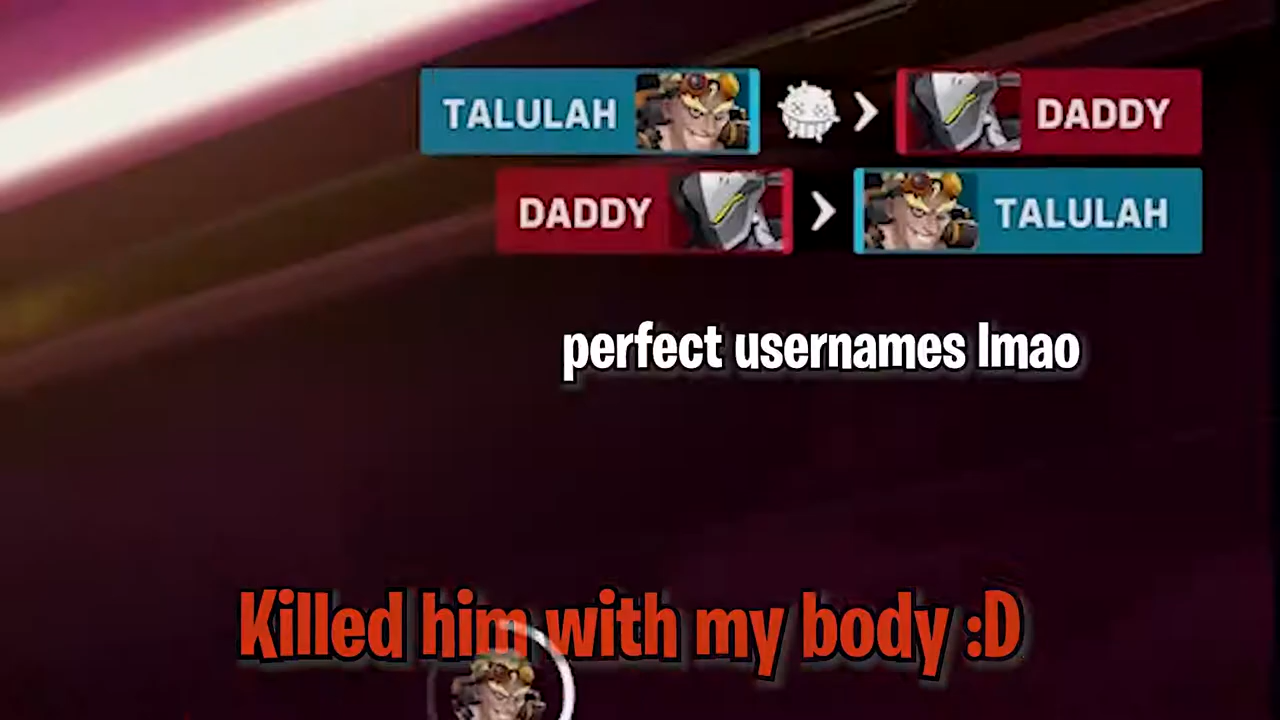 TALULAH DADDY
DADDY TALULAH
perfect usernames lmao
Killed him with my body :D